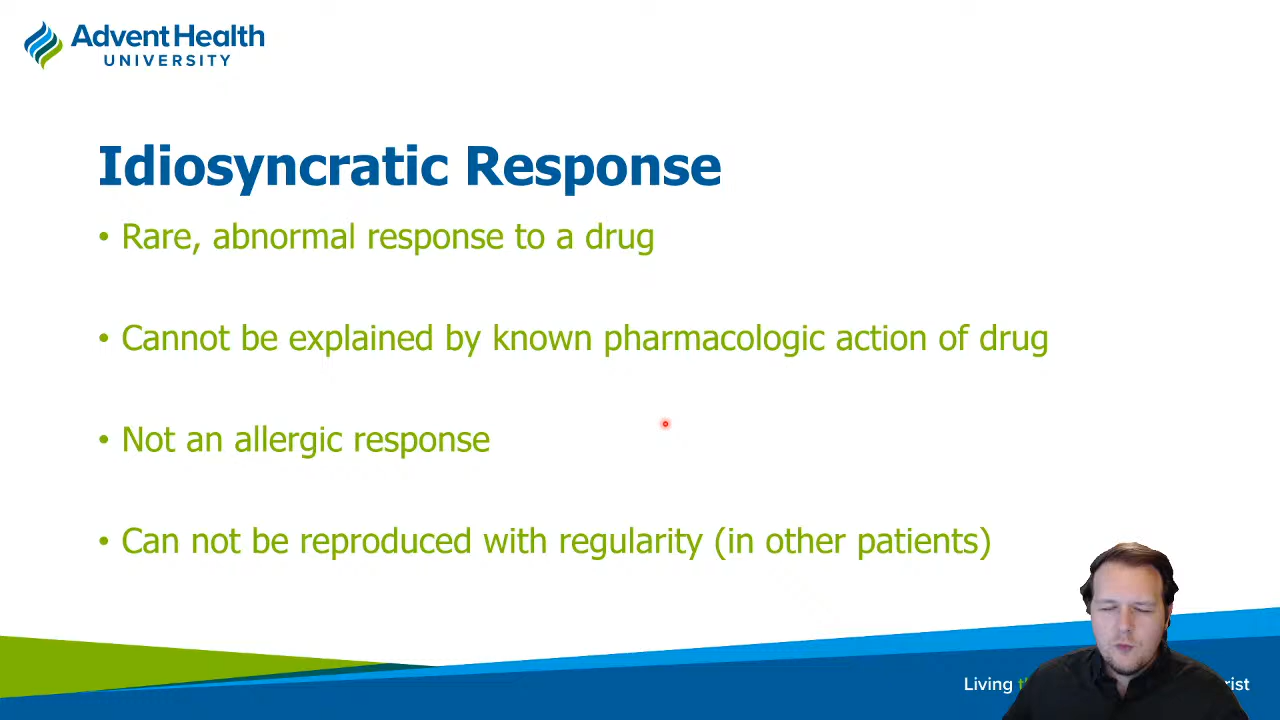 AdventHealth
UNIVERSITY
Idiosyncratic Response
• Rare, abnormal response to a drug
• Cannot be explained by known pharmacologic action of drug
• Not an allergic response
• Can not be reproduced with regularity (in other patients)
Living